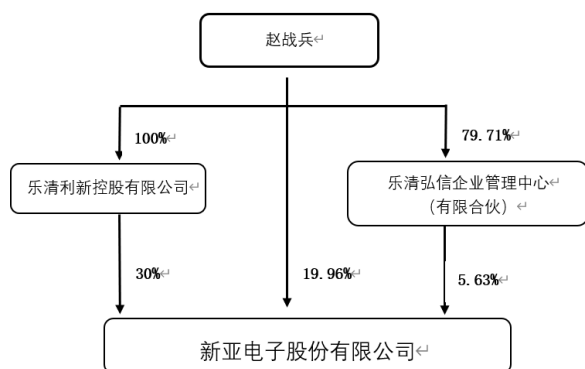 赵战兵
100%
79.71%
乐清利新控股有限公司
乐清弘信企业管理中心
(有限合伙)
30%
19.96%
5.63%
新亚电子股份有限公司